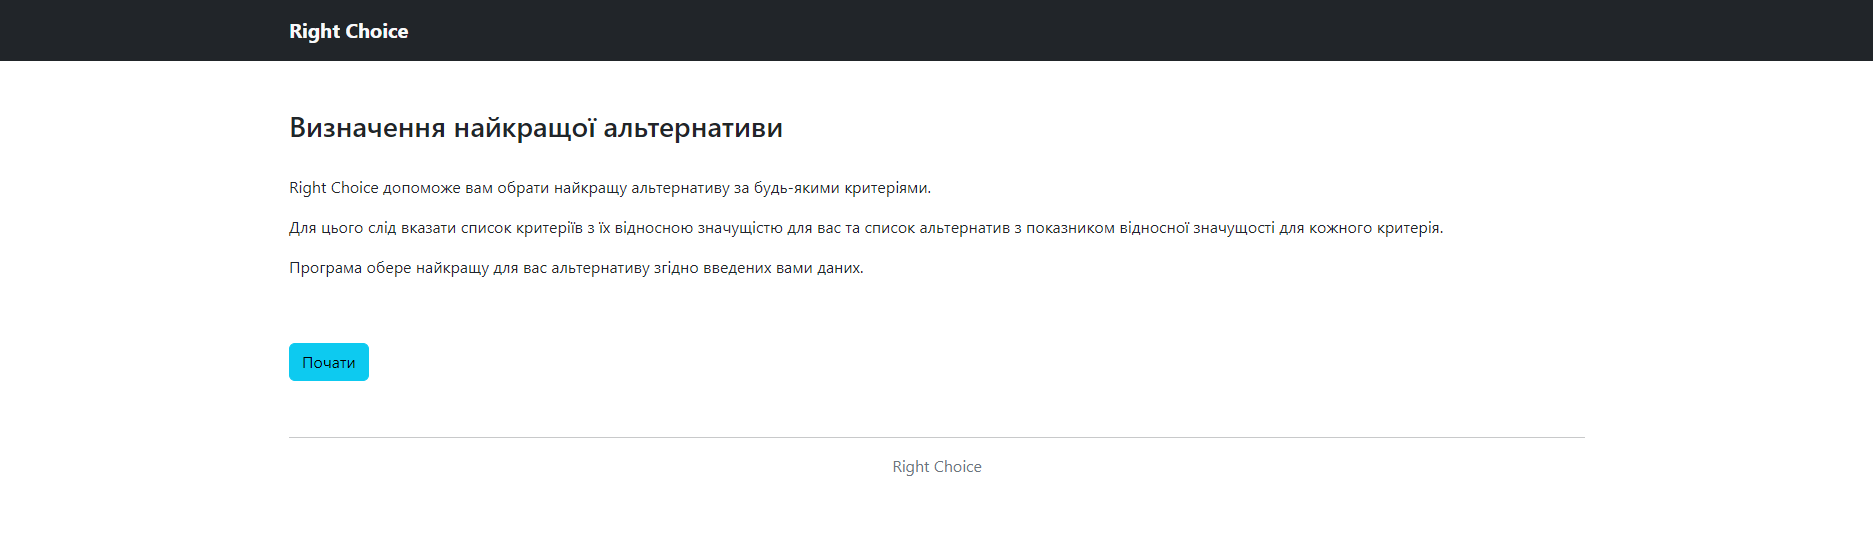 Right Choice
Визначення найкращої альтернативи
Right Choice допоможе вам обрати найкращу альтернативу за будь-якими критеріями.
Для цього слід вказати список критеріїв з їх відносною значущістю для вас та список альтернатив з показником відносної значущості для кожного критерія.
Програма обере найкращу для вас альтернативу згідно введених вами даних.
Почати
Right Choice